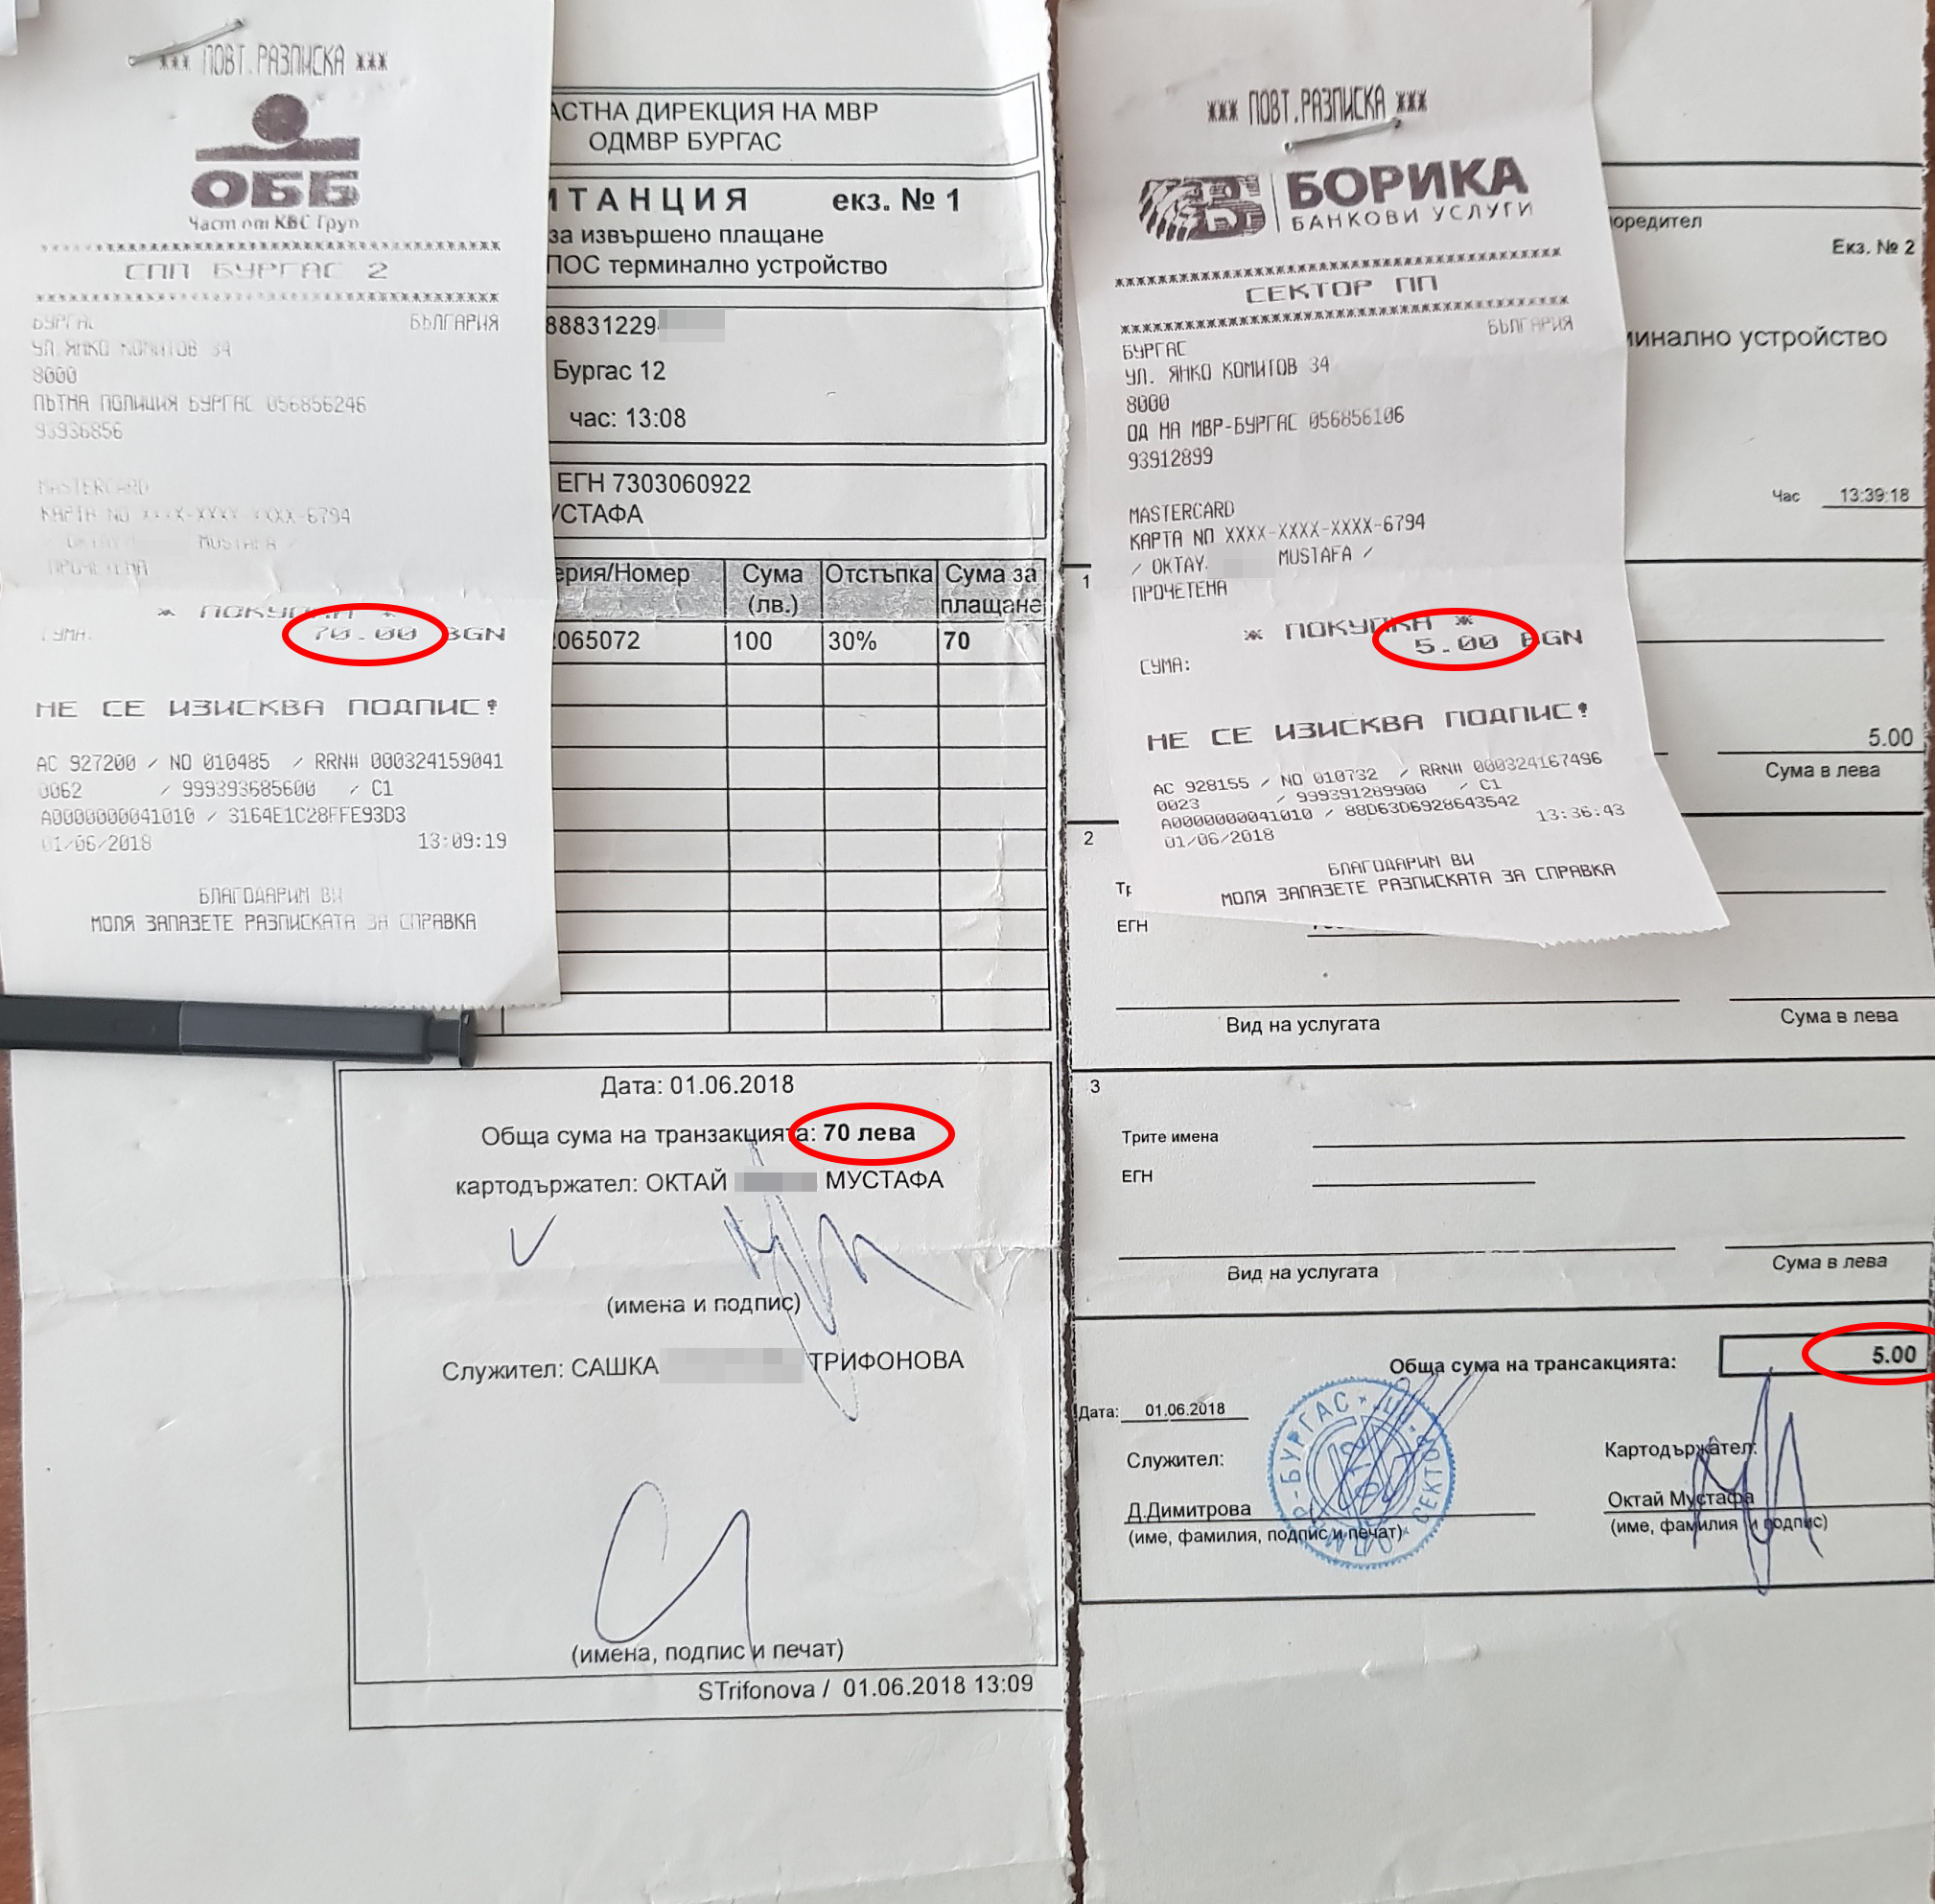 *** ПОВТ.РАЗПИСКА ***
ОББ
Част от КВС Груп
СПП БУРГАС 2
БУРГАС БЪЛГАРИЯ
УЛ.ЯНКО КОМИТОВ 34
8000
ПЪТНА ПОЛИЦИЯ БУРГАС 056856246
93936856
MASTERCARD
КАРТА NO XXXX-XXXX-XXXX-6794
MUSTAFA /
ПРОЧЕТЕНА
* ПОКУПКА *
СУМА: 70.00 BGN
НЕ СЕ ИЗИСКВА ПОДПИС!
AC 927200 / NO 010485 / RRN# 000324159041
0062 / 999393685600 / C1
A0000000041010 / 3164E1C28FFE93D3
01/06/2018 13:09:19
БЛАГОДАРИМ ВИ
МОЛЯ ЗАПАЗЕТЕ РАЗПИСКАТА ЗА СПРАВКА
АСТНА ДИРЕКЦИЯ НА МВР
ОДМВР БУРГАС
ИТАНЦИЯ екз. № 1
за извършено плащане
ПОС терминално устройство
88831229
Бургас 12
час: 13:08
ЕГН 7303060922
УСТАФА
ерия/Номер Сума (лв.) Отстъпка Сума за плащане
2065072 100 30% 70
Дата: 01.06.2018
Обща сума на транзакцията: 70 лева
картодържател: ОКТАЙ МУСТАФА
(имена и подпис)
Служител: САШКА ТРИФОНОВА
(имена, подпис и печат)
STrifonova / 01.06.2018 13:09
*** ПОВТ.РАЗПИСКА ***
БОРИКА
БАНКОВИ УСЛУГИ
СЕКТОР ПП
БЪЛГАРИЯ
БУРГАС
УЛ. ЯНКО КОМИТОВ 34
8000
ОД НА МВР-БУРГАС 056856106
93912899
MASTERCARD
КАРТА NO XXXX-XXXX-XXXX-6794
/ OKTAY MUSTAFA /
ПРОЧЕТЕНА
* ПОКУПКА *
СУМА: 5.00 BGN
НЕ СЕ ИЗИСКВА ПОДПИС!
AC 928155 / NO 010732 / RRN# 000324167496
0023 / 999391289900 / C1
A0000000041010 / 88D63D6928643542
01/06/2018 13:36:43
БЛАГОДАРИМ ВИ
МОЛЯ ЗАПАЗЕТЕ РАЗПИСКАТА ЗА СПРАВКА
оредител
Екз. № 2
минално устройство
Час 13:39:18
1
5.00
Сума в лева
2
ЕГН
Вид на услугата Сума в лева
3
Трите имена
ЕГН
Вид на услугата Сума в лева
Обща сума на трансакцията: 5.00
Дата: 01.06.2018
Служител: Картодържател:
Д.Димитрова Октай Мустафа
(име, фамилия, подпис и печат) (име, фамилия и подпис)